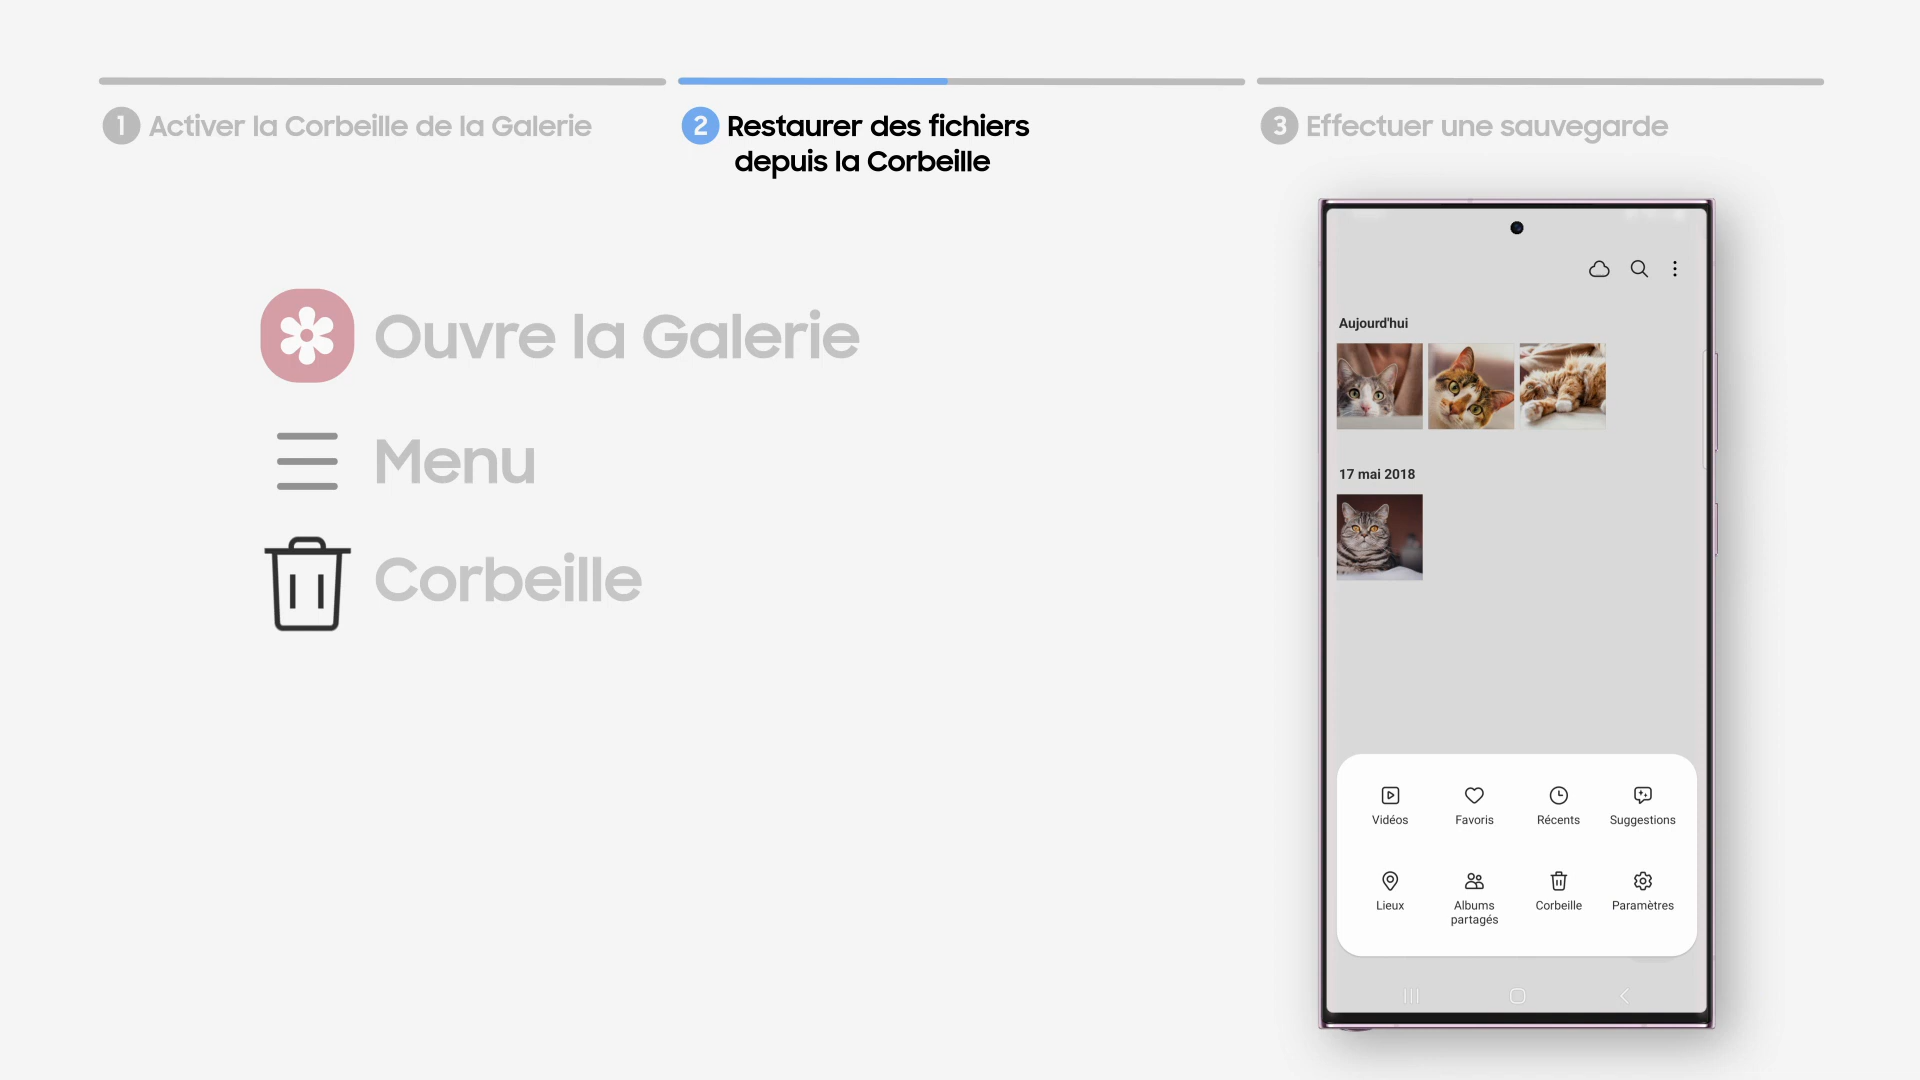 1 Activer la Corbeille de la Galerie
2 Restaurer des fichiers
depuis la Corbeille
3 Effectuer une sauvegarde
Ouvre la Galerie
Menu
Corbeille
Aujourd'hui
17 mai 2018
Vidéos Favoris Récents Suggestions
Lieux Albums partagés Corbeille Paramètres